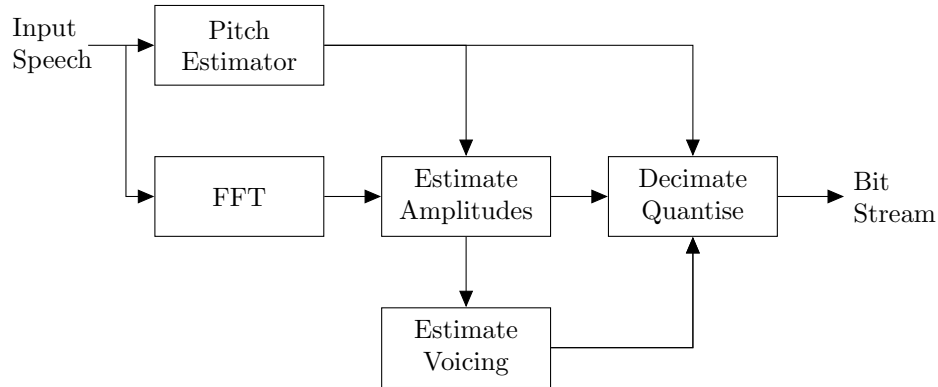 Input
Speech
Pitch
Estimator
FFT
Estimate
Amplitudes
Decimate
Quantise
Bit
Stream
Estimate
Voicing